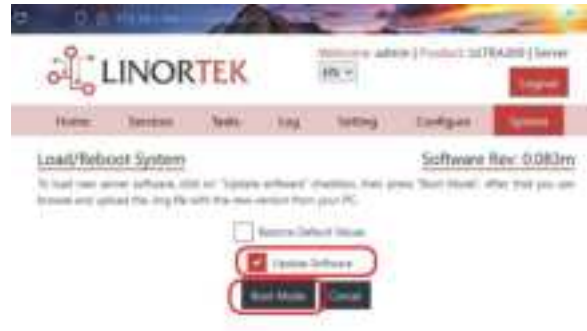 Welcome: admin | Product: ULTRA200 | Server
LINORTEK
EN
Logout
Home Services Tasks Log Setting Configure
Load/Reboot System Software Rev: 0.083m
To load new server software, click on "Update software" checkbox, then press "Boot Mode". After that you can
browse and upload the .img file with the new version from your PC.
Restore Default Values
Update Software
Boot Mode Cancel